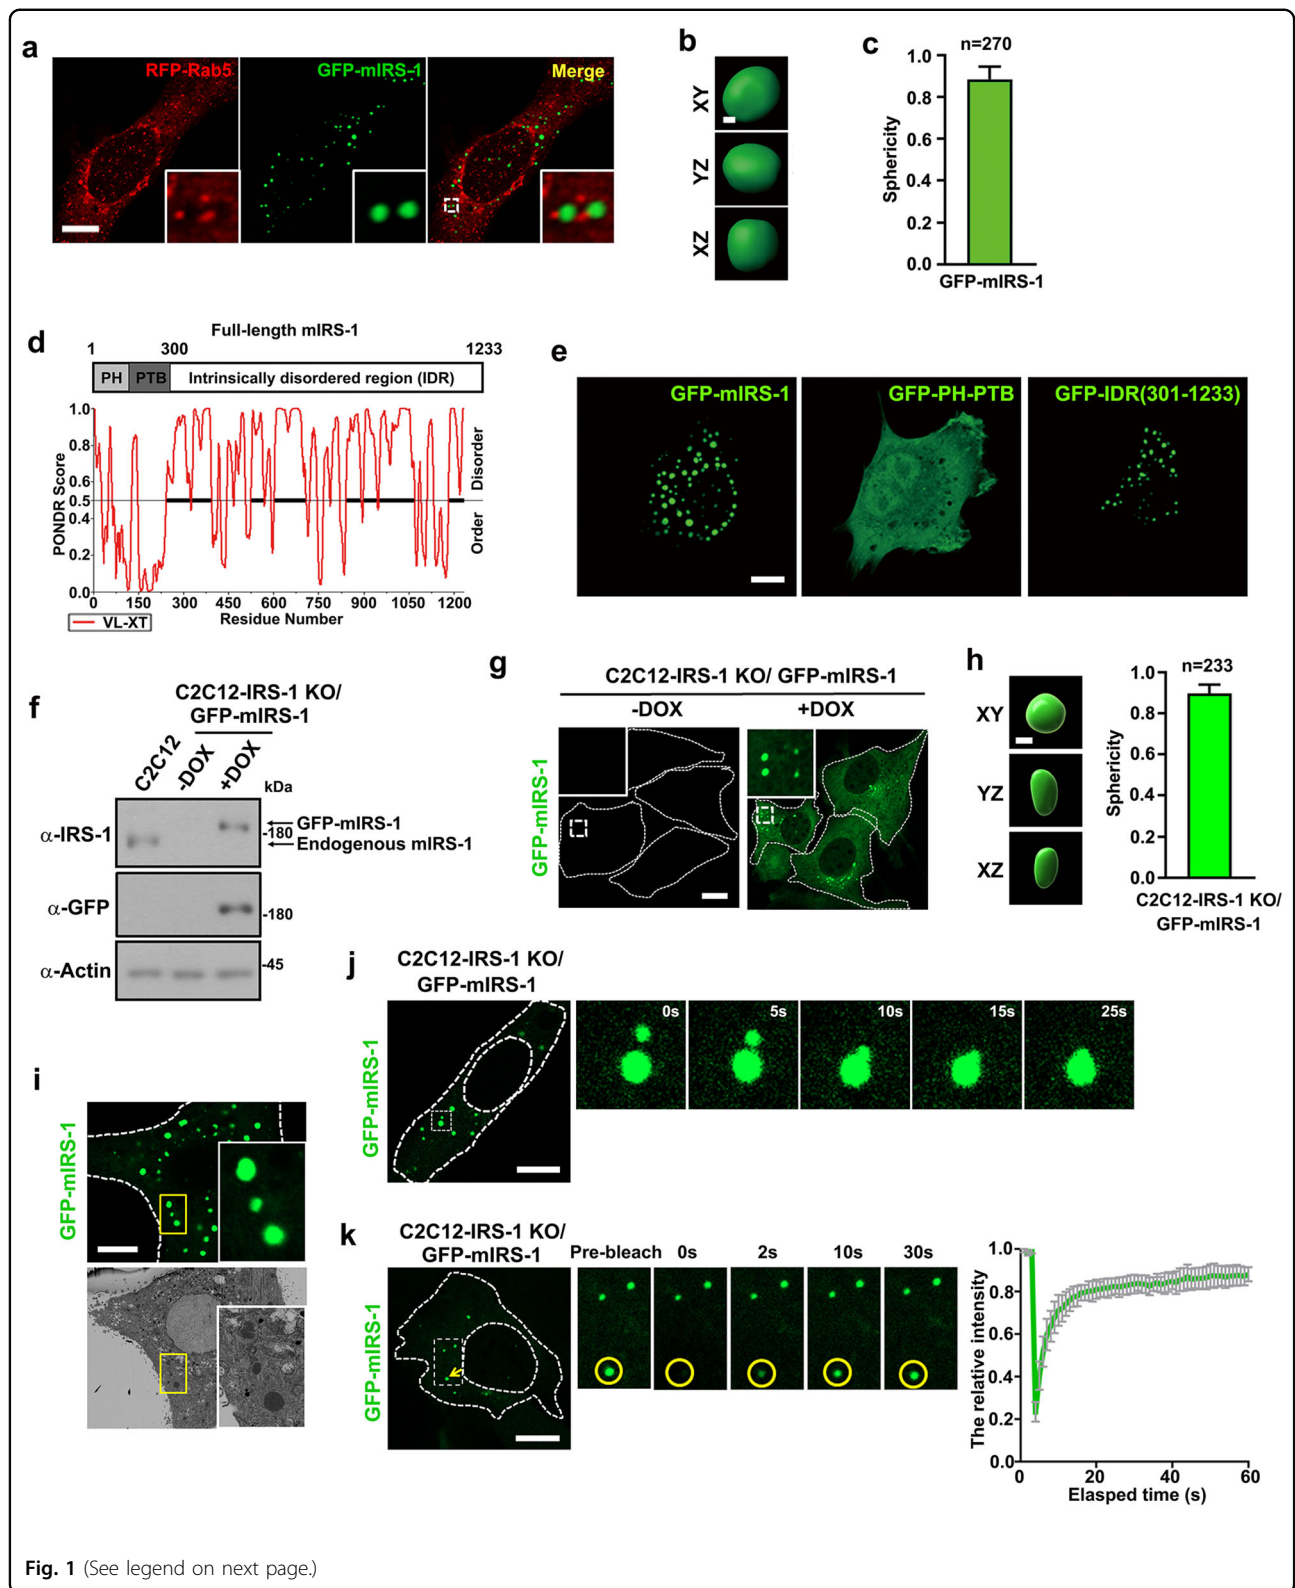 a
RFP-Rab5
GFP-mIRS-1
Merge
b
XY
YZ
XZ
c
n=270
Sphericity
1.0
0.8
0.6
0.4
0.2
0.0
GFP-mIRS-1
d
Full-length mIRS-1
1 300 1233
PH PTB Intrinsically disordered region (IDR)
PONDR Score
1.0
0.8
0.6
0.5
0.4
0.2
0.0
Disorder
Order
0 150 300 450 600 750 900 1050 1200
Residue Number
VL-XT
e
GFP-mIRS-1
GFP-PH-PTB
GFP-IDR(301-1233)
f
C2C12-IRS-1 KO/
GFP-mIRS-1
C2C12
-DOX
+DOX
kDa
α-IRS-1
-180
GFP-mIRS-1
Endogenous mIRS-1
α-GFP
-180
α-Actin
-45
g
C2C12-IRS-1 KO/ GFP-mIRS-1
-DOX
+DOX
GFP-mIRS-1
h
XY
YZ
XZ
n=233
Sphericity
1.0
0.8
0.6
0.4
0.2
0.0
C2C12-IRS-1 KO/
GFP-mIRS-1
i
GFP-mIRS-1
j
C2C12-IRS-1 KO/
GFP-mIRS-1
GFP-mIRS-1
0s
5s
10s
15s
25s
k
C2C12-IRS-1 KO/
GFP-mIRS-1
GFP-mIRS-1
Pre-bleach
0s
2s
10s
30s
The relative intensity
1.0
0.8
0.6
0.4
0.2
0.0
0 20 40 60
Elasped time (s)
Fig. 1 (See legend on next page.)